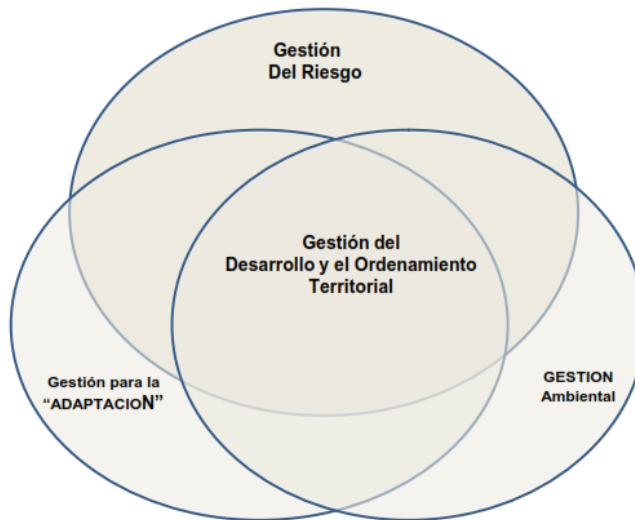 Gestión
Del Riesgo
Gestión del
Desarrollo y el Ordenamiento
Territorial
Gestión para la
“ADAPTACION”
GESTION
Ambiental